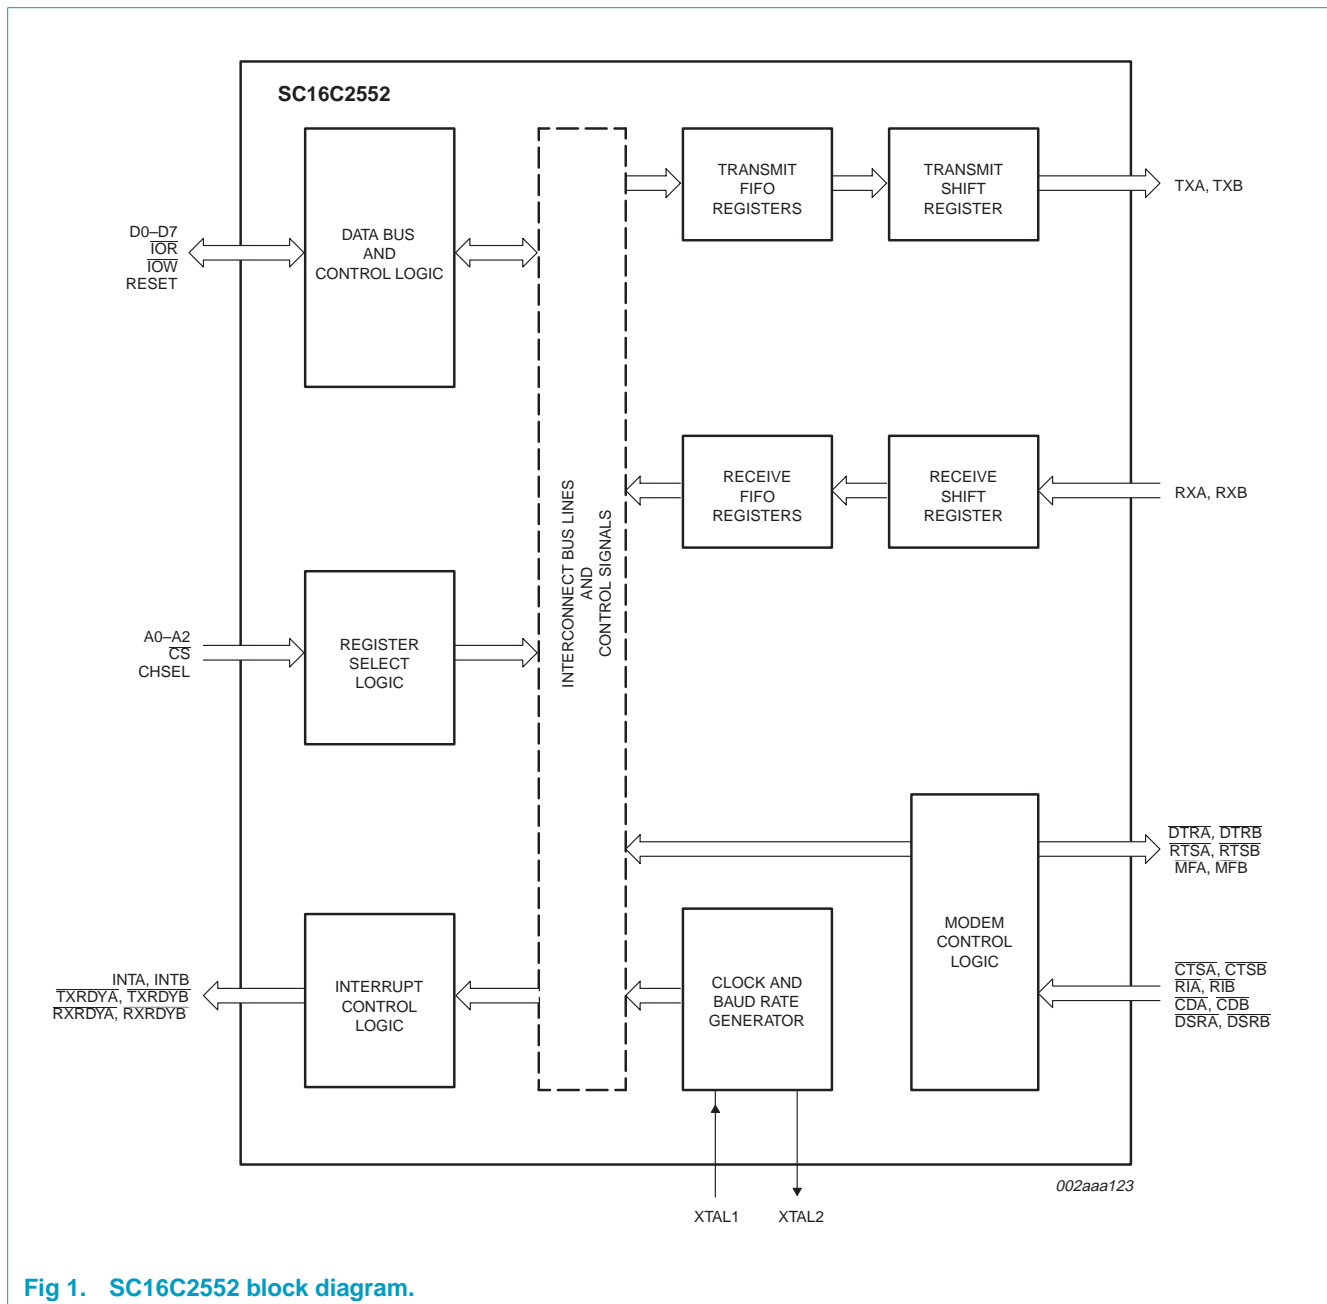 SC16C2552
D0–D7
IOR
IOW
RESET
DATA BUS
AND
CONTROL LOGIC
TRANSMIT
FIFO
REGISTERS
TRANSMIT
SHIFT
REGISTER
TXA, TXB
INTERCONNECT BUS LINES
AND
CONTROL SIGNALS
RECEIVE
FIFO
REGISTERS
RECEIVE
SHIFT
REGISTER
RXA, RXB
A0–A2
CS
CHSEL
REGISTER
SELECT
LOGIC
DTRA, DTRB
RTSA, RTSB
MFA, MFB
MODEM
CONTROL
LOGIC
CTSA, CTSB
RIA, RIB
CDA, CDB
DSRA, DSRB
INTA, INTB
TXRDYA, TXRDYB
RXRDYA, RXRDYB
INTERRUPT
CONTROL
LOGIC
CLOCK AND
BAUD RATE
GENERATOR
XTAL1
XTAL2
002aaa123
Fig 1. SC16C2552 block diagram.